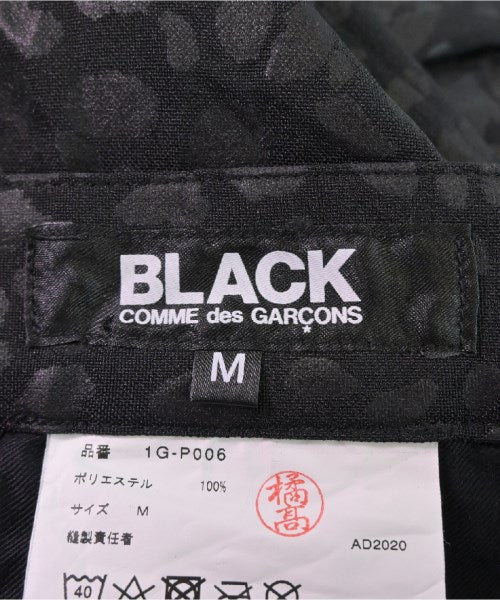 BLACK
COMME des GARÇONS
M
品番 1G-P006
ポリエステル 100%
サイズ M
縫製責任者
橘高
AD2020
40